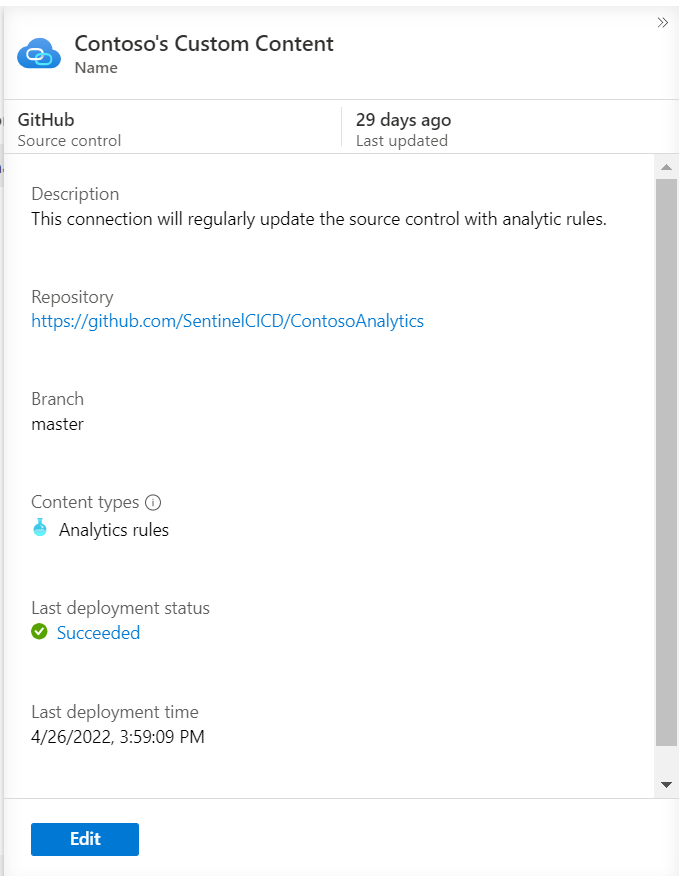 Contoso's Custom Content
Name
GitHub
Source control
29 days ago
Last updated
Description
This connection will regularly update the source control with analytic rules.
Repository
https://github.com/SentinelCICD/ContosoAnalytics
Branch
master
Content types
Analytics rules
Last deployment status
Succeeded
Last deployment time
4/26/2022, 3:59:09 PM
Edit